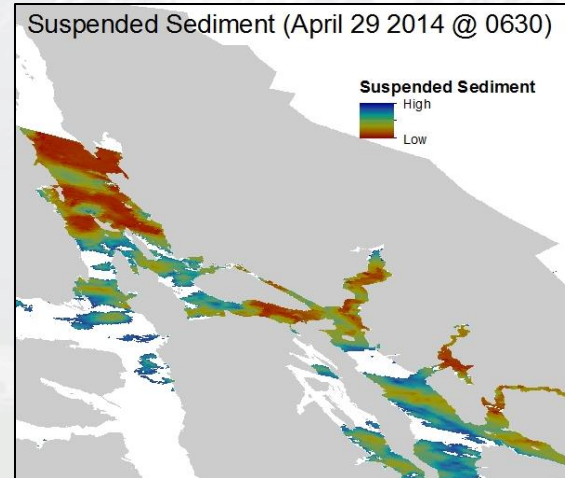 Suspended Sediment (April 29 2014 @ 0630)
Suspended Sediment
High
Low